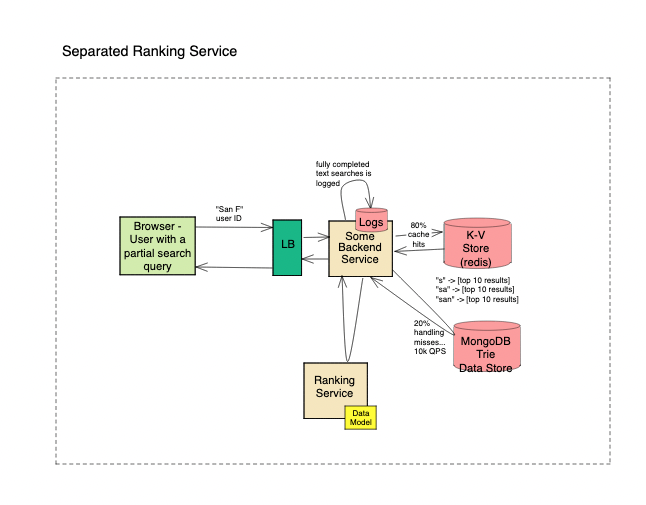 Separated Ranking Service
fully completed
text searches is
logged
"San F"
user ID
Browser -
User with a
partial search
query
LB
Logs
Some
Backend
Service
80%
cache
hits
K-V
Store
(redis)
"s" -> [top 10 results]
"sa" -> [top 10 results]
"san" -> [top 10 results]
20%
handling
misses...
10k QPS
MongoDB
Trie
Data Store
Ranking
Service
Data
Model